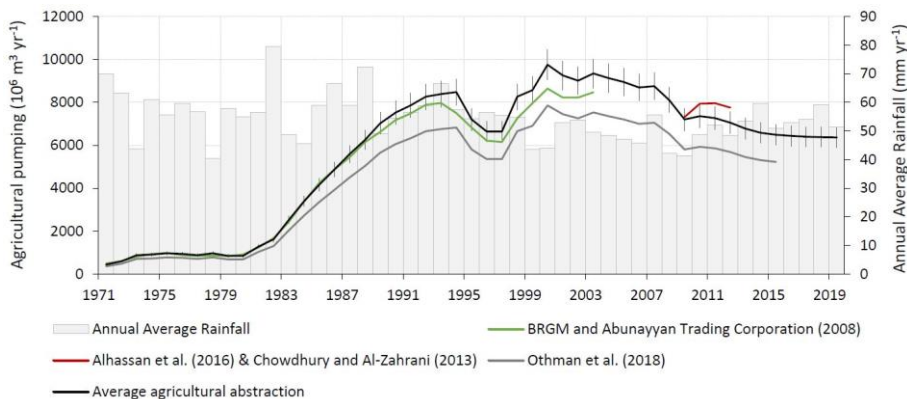 Agricultural pumping (10⁶ m³ yr⁻¹)
12000
10000
8000
6000
4000
2000
0
90
80
70
60
50
40
30
20
10
0
Annual Average Rainfall (mm yr⁻¹)
1971 1975 1979 1983 1987 1991 1995 1999 2003 2007 2011 2015 2019
Annual Average Rainfall
BRGM and Abunayyan Trading Corporation (2008)
Alhassan et al. (2016) & Chowdhury and Al-Zahrani (2013)
Othman et al. (2018)
Average agricultural abstraction